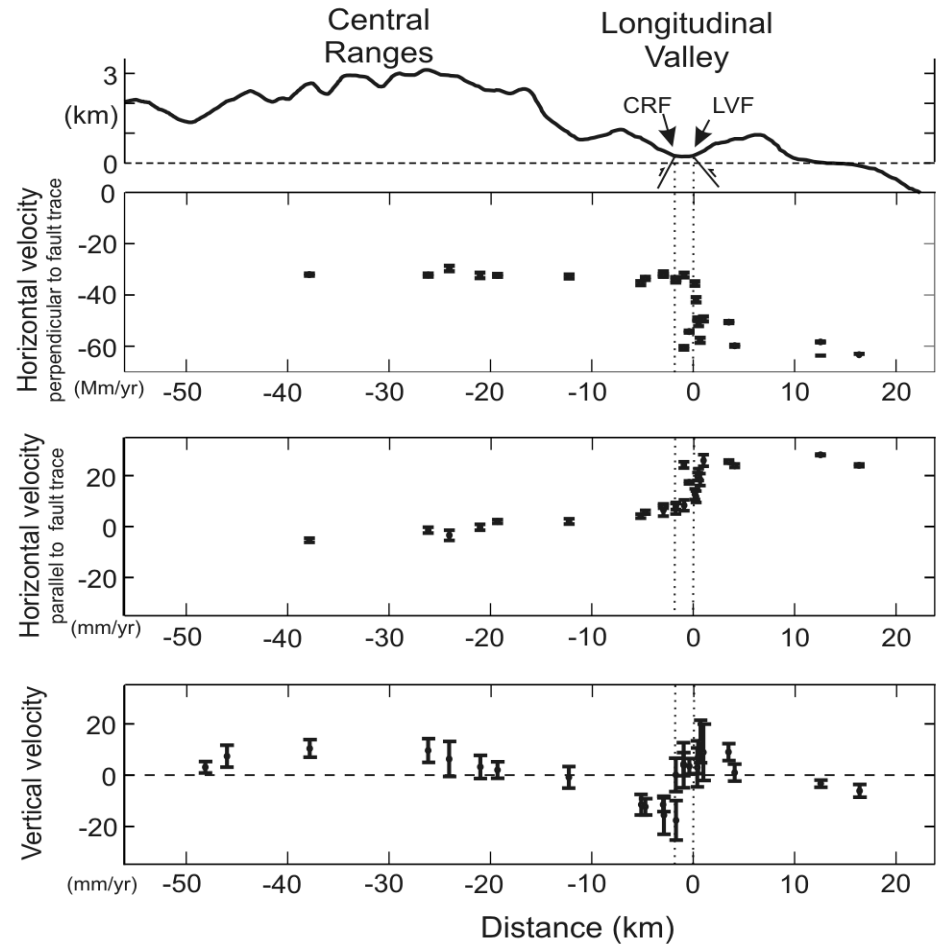 Central
Ranges
Longitudinal
Valley
3
(km)
0
CRF
LVF
Horizontal velocity
perpendicular to fault trace
(Mm/yr)
0
-20
-40
-60
-50 -40 -30 -20 -10 0 10 20
Horizontal velocity
parallel to fault trace
(mm/yr)
20
0
-20
-50 -40 -30 -20 -10 0 10 20
Vertical velocity
(mm/yr)
20
0
-20
-50 -40 -30 -20 -10 0 10 20
Distance (km)